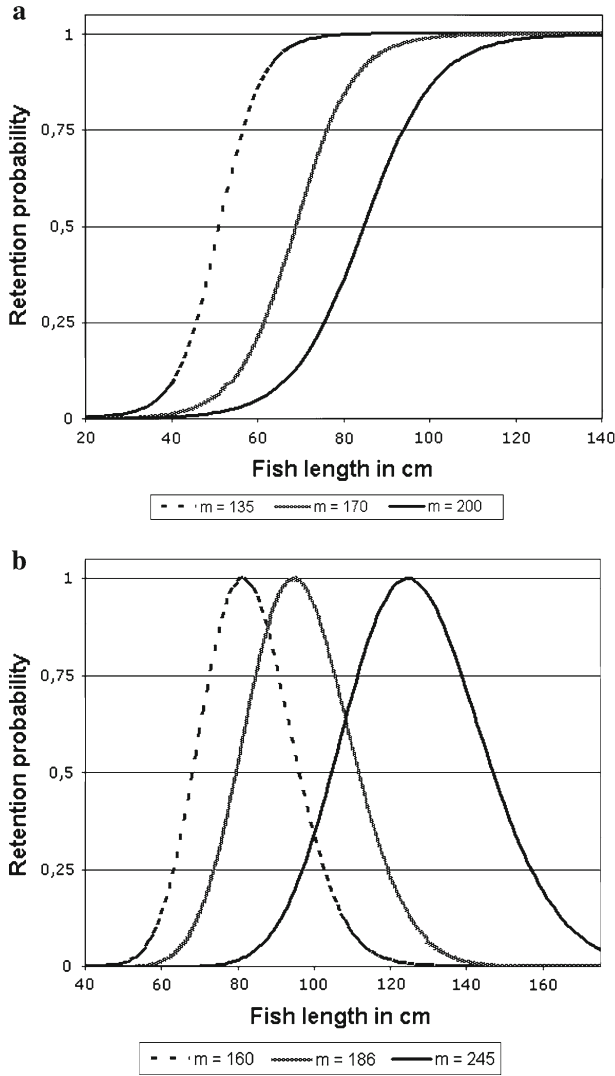 a
1
0,75
0,5
0,25
0
Retention probability
20 40 60 80 100 120 140
Fish length in cm
m = 135 m = 170 m = 200
b
1
0,75
0,5
0,25
0
Retention probability
40 60 80 100 120 140 160
Fish length in cm
m = 160 m = 186 m = 245